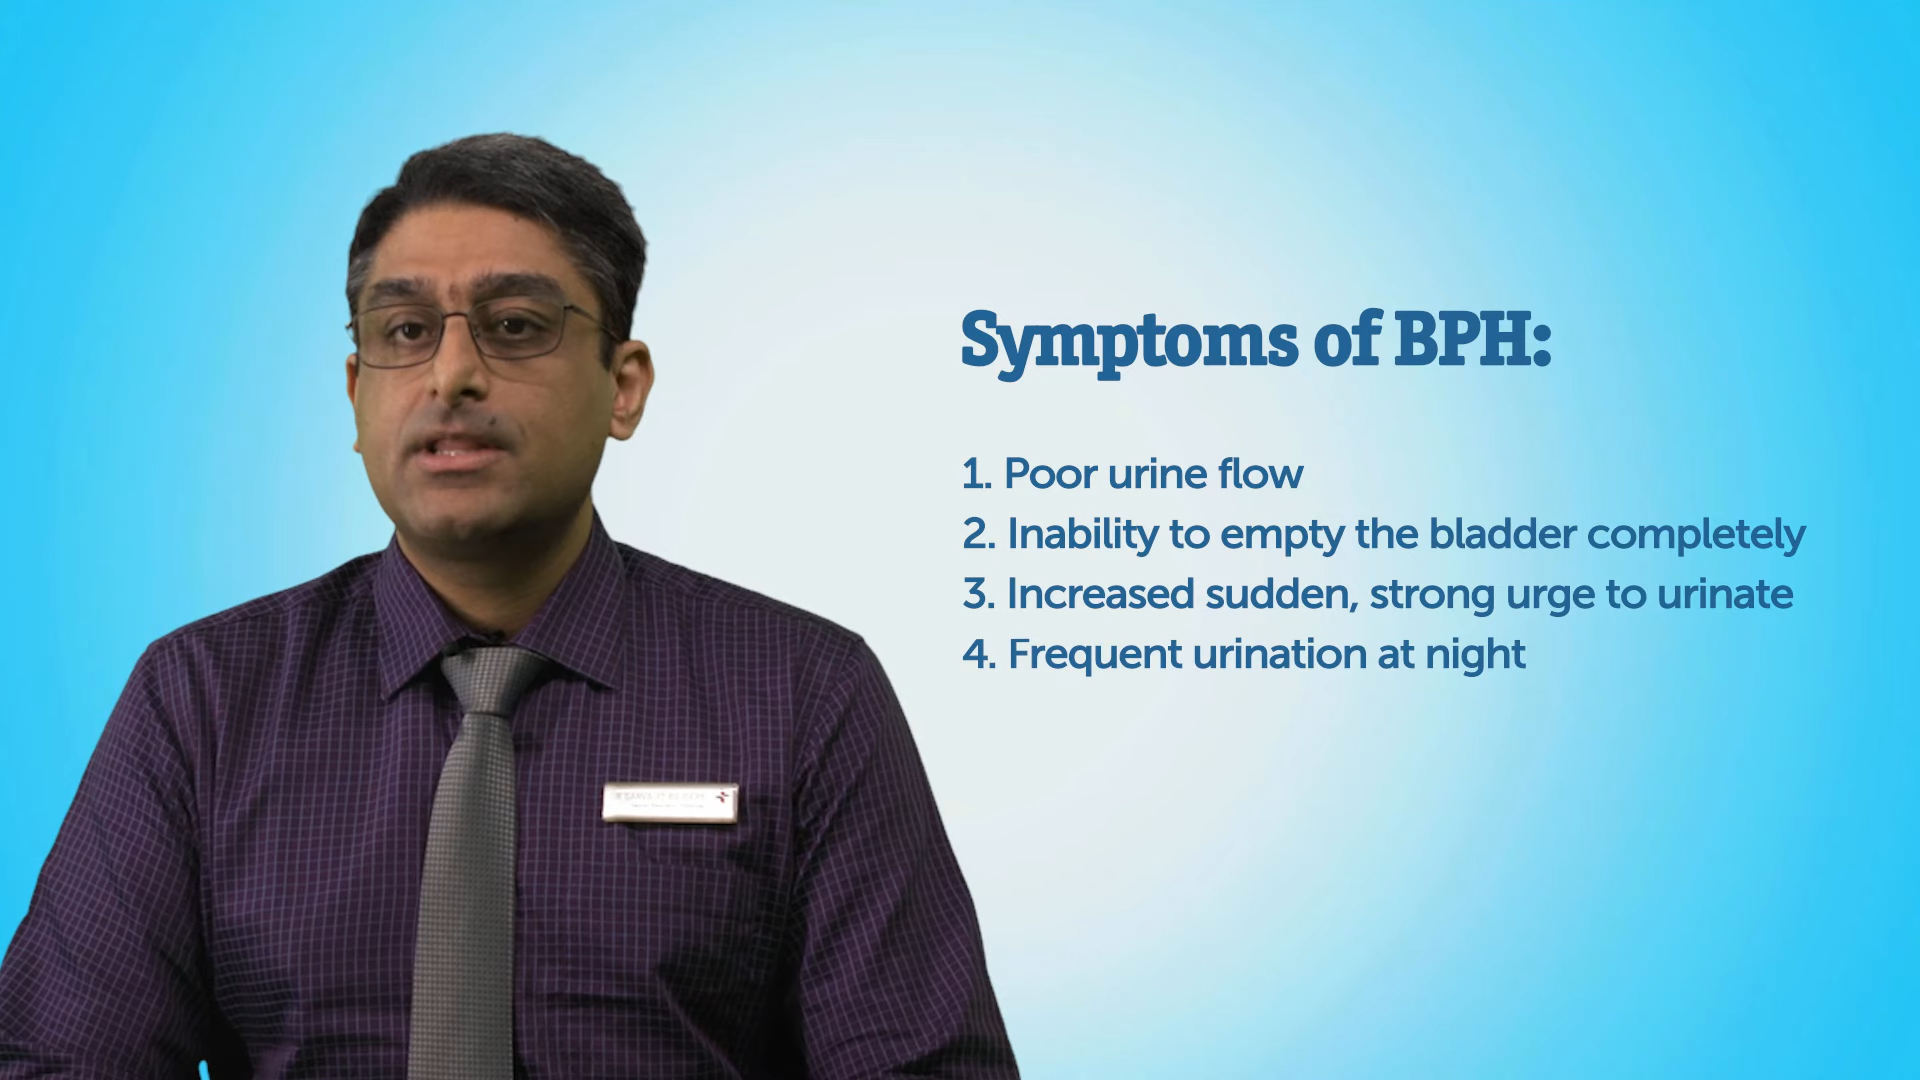 Symptoms of BPH:
1. Poor urine flow
2. Inability to empty the bladder completely
3. Increased sudden, strong urge to urinate
4. Frequent urination at night